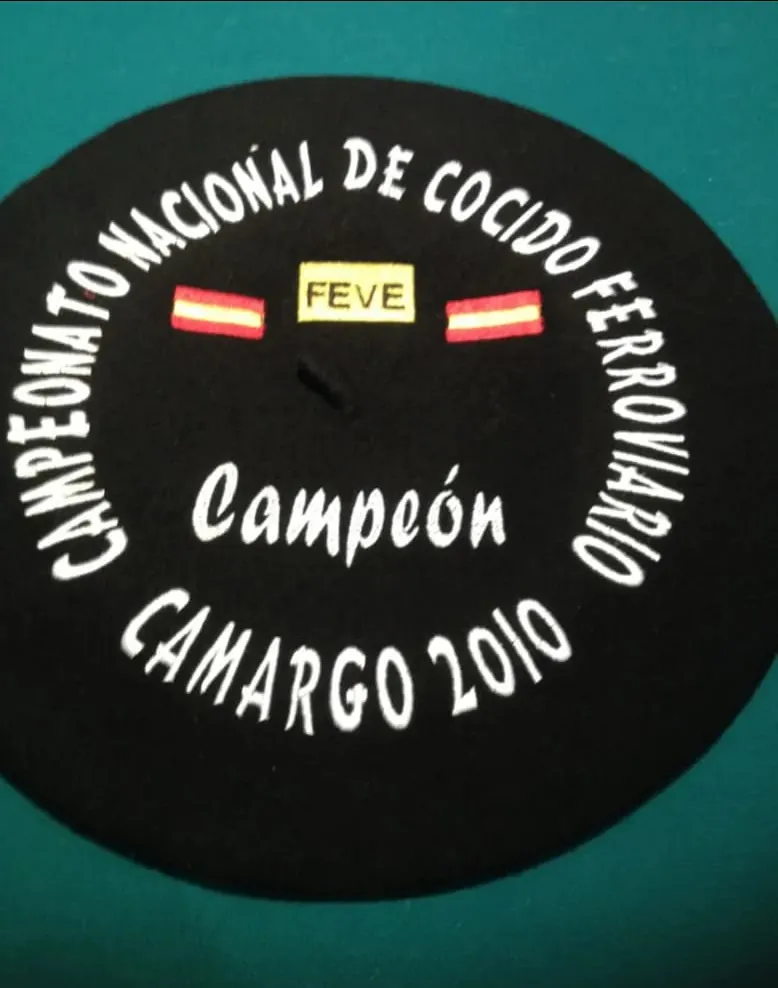 CAMPEONATO NACIONAL DE COCIDO FERROVIARIO
FEVE
Campeón
CAMARGO 2010